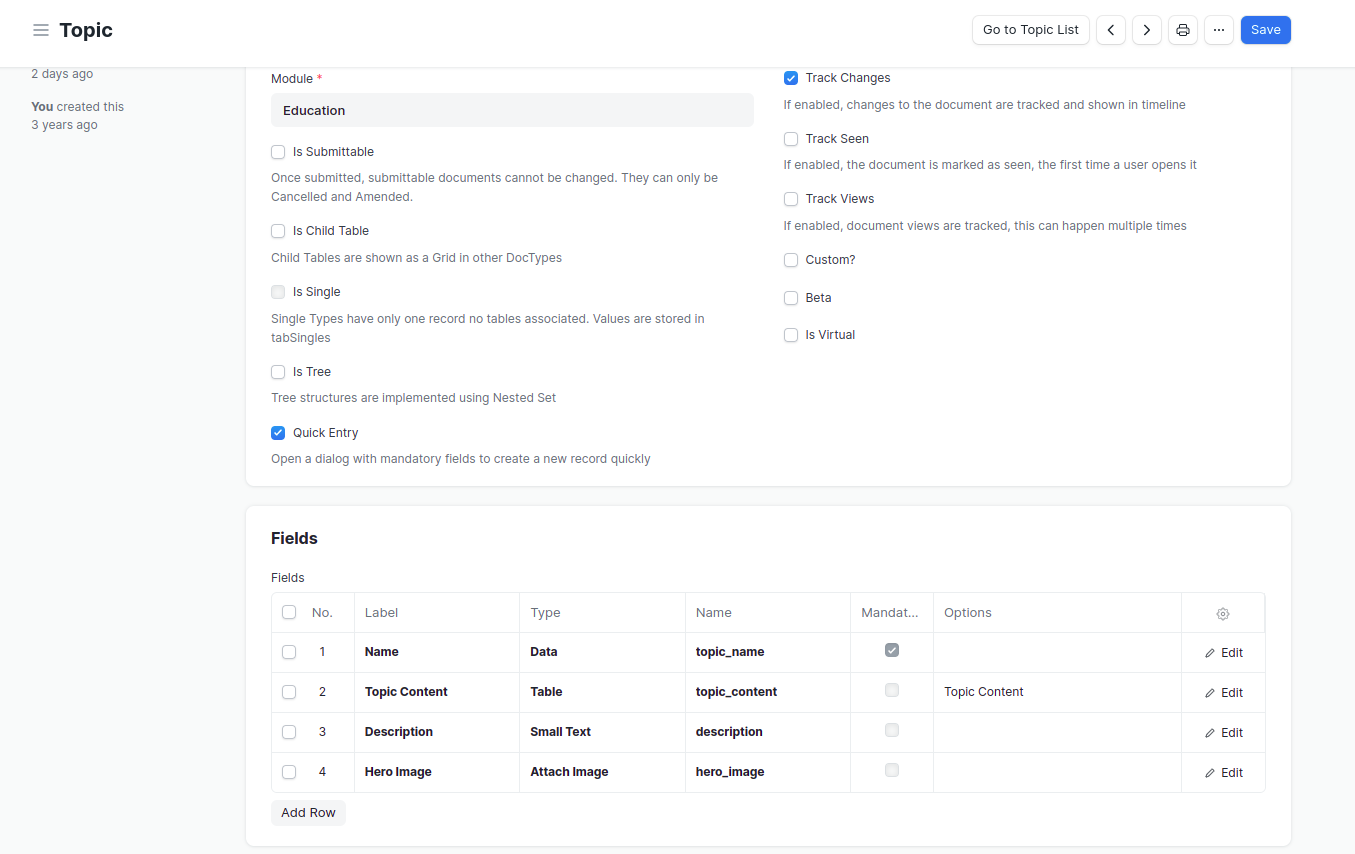 Topic
Go to Topic List
Save
2 days ago
You created this
3 years ago
Module *
Education
Is Submittable
Once submitted, submittable documents cannot be changed. They can only be
Cancelled and Amended.
Is Child Table
Child Tables are shown as a Grid in other DocTypes
Is Single
Single Types have only one record no tables associated. Values are stored in
tabSingles
Is Tree
Tree structures are implemented using Nested Set
Quick Entry
Open a dialog with mandatory fields to create a new record quickly
Track Changes
If enabled, changes to the document are tracked and shown in timeline
Track Seen
If enabled, the document is marked as seen, the first time a user opens it
Track Views
If enabled, document views are tracked, this can happen multiple times
Custom?
Beta
Is Virtual
Fields
Fields
No. Label Type Name Mandat... Options
1 Name Data topic_name Edit
2 Topic Content Table topic_content Topic Content Edit
3 Description Small Text description Edit
4 Hero Image Attach Image hero_image Edit
Add Row